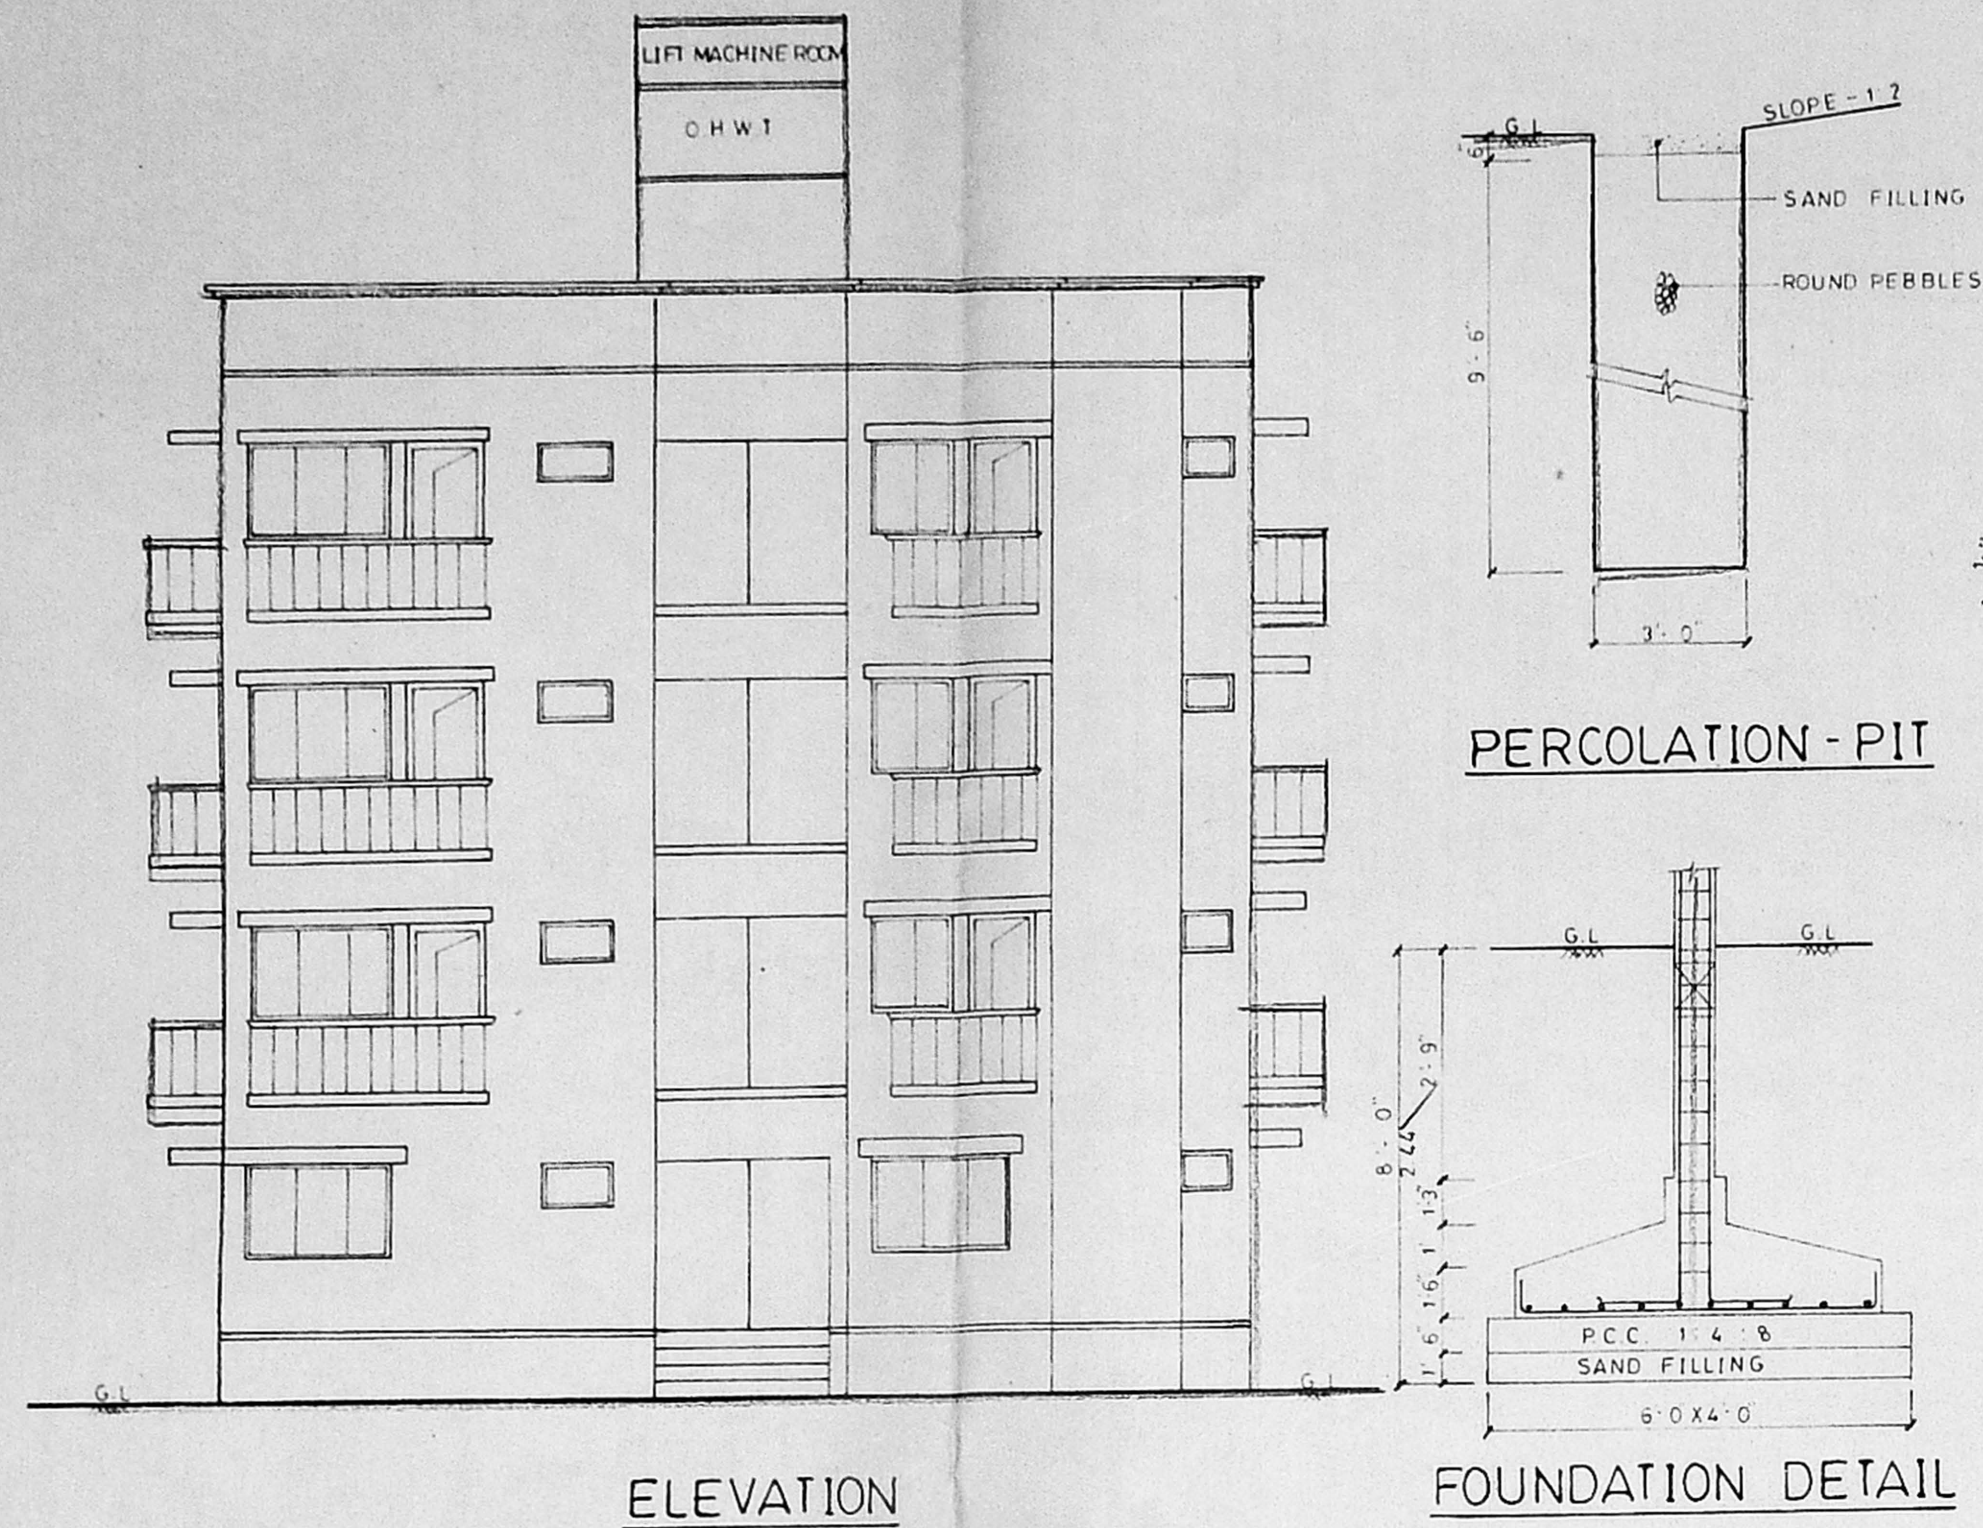 LIFT MACHINE ROOM
O.H.W.T
G.L
G.L
ELEVATION
SLOPE - 1:2
G.L
6"
SAND FILLING
ROUND PEBBLES
9'-6"
3'-0"
PERCOLATION-PIT
G.L
G.L
8'-0"
2.44
2'-9"
1'-3"
1'
1'6"
6"
1'
P.C.C. 1:4:8
SAND FILLING
6'-0 X 4'-0
FOUNDATION DETAIL